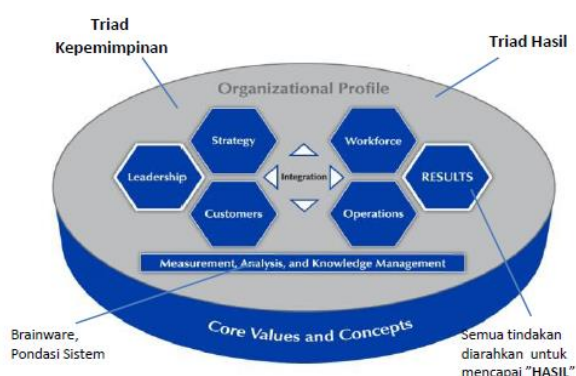 Triad
Kepemimpinan
Triad Hasil
Organizational Profile
Strategy
Workforce
Leadership
Integration
RESULTS
Customers
Operations
Measurement, Analysis, and Knowledge Management
Brainware,
Pondasi Sistem
Core Values and Concepts
Semua tindakan
diarahkan untuk
mencapai "HASIL"